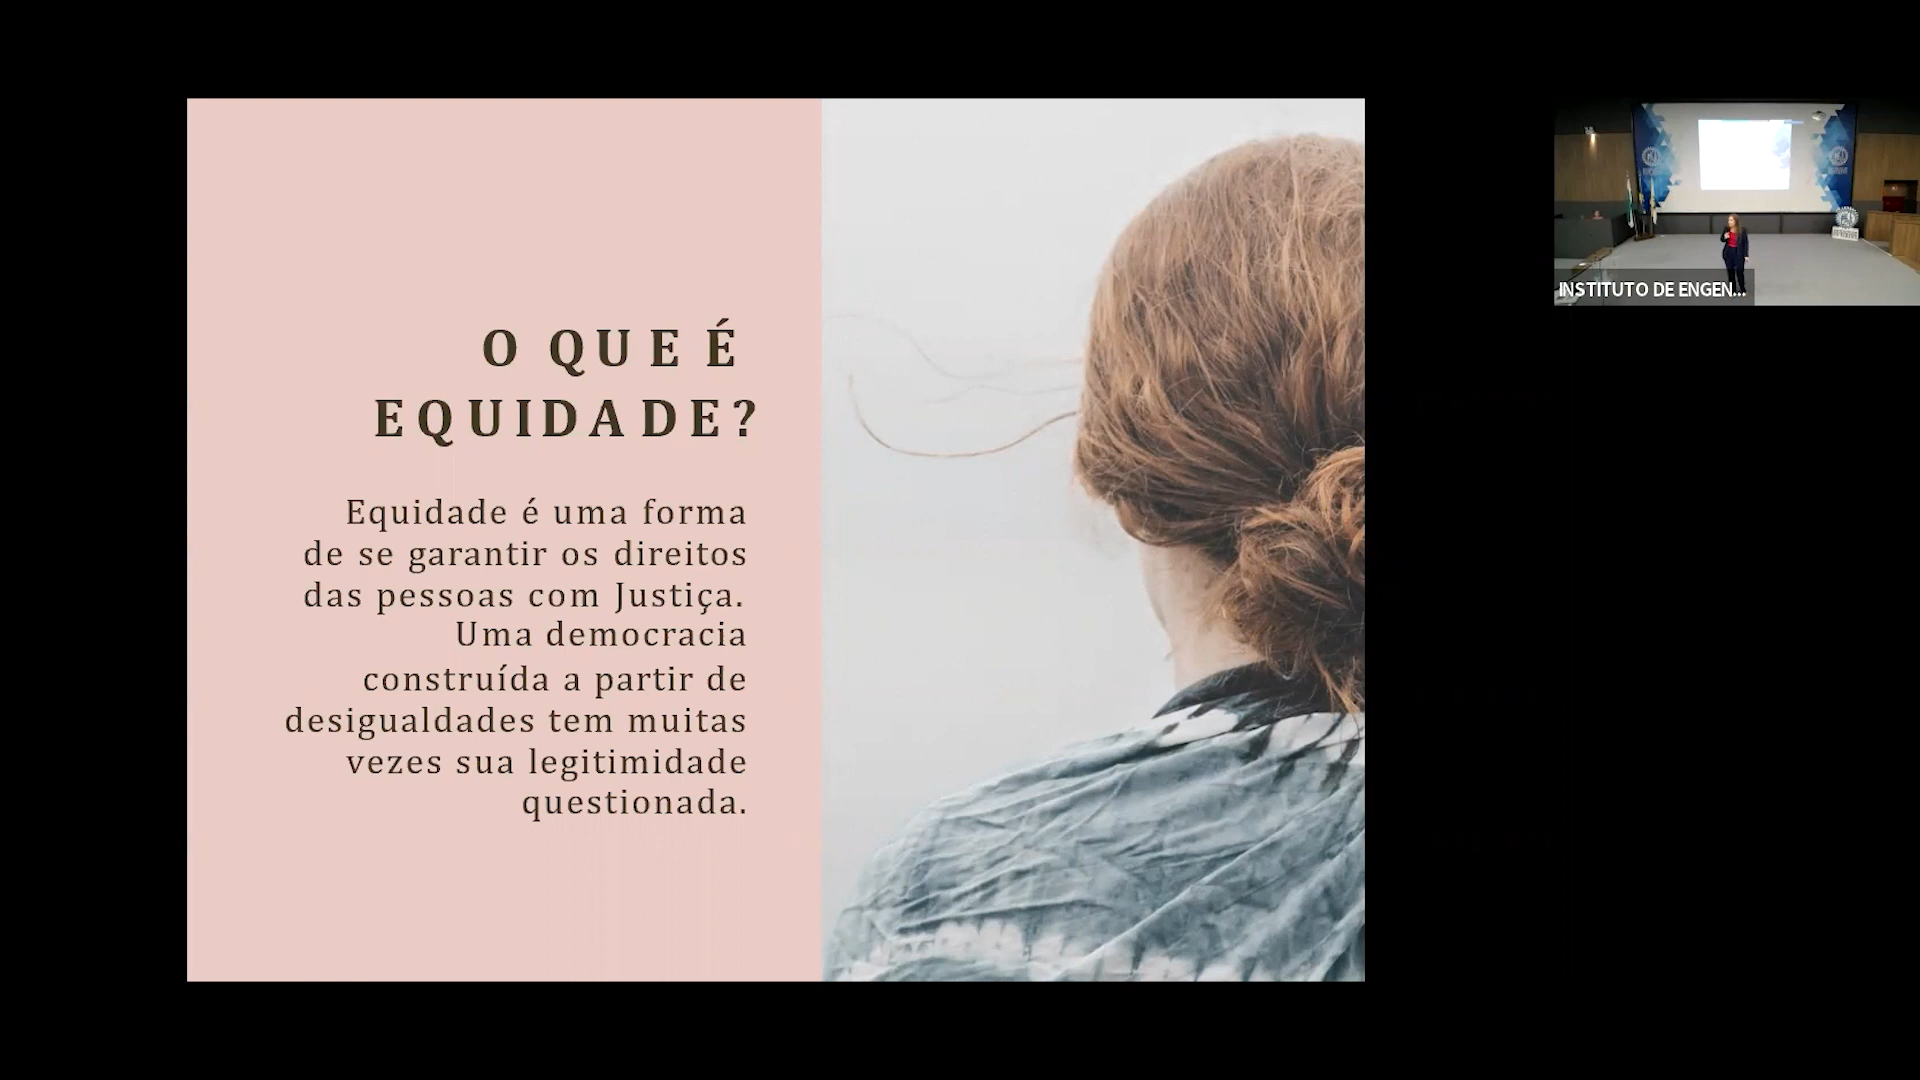 O QUE É
EQUIDADE?
Equidade é uma forma
de se garantir os direitos
das pessoas com Justiça.
Uma democracia
construída a partir de
desigualdades tem muitas
vezes sua legitimidade
questionada.
INSTITUTO DE ENGEN...